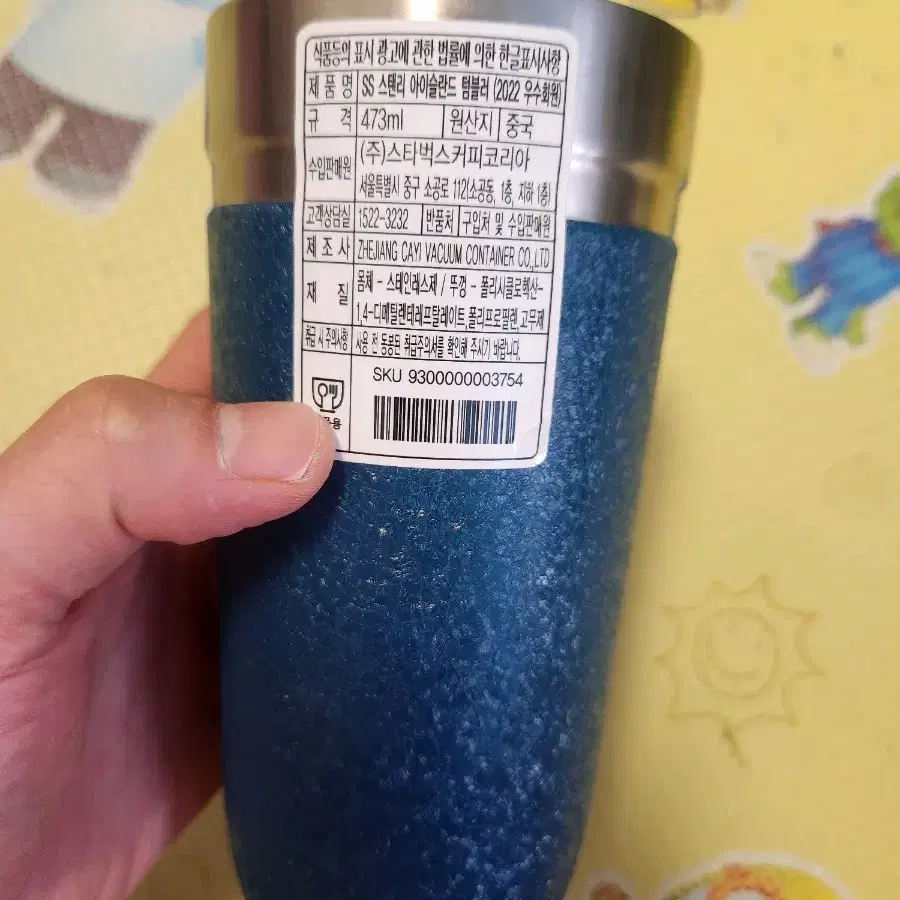 식품등의 표시 광고에 관한 법률에 의한 한글표시사항
제 품 명 SS 스탠리 아이슬란드 텀블러 (2022 우수회원)
규 격 473ml 원산지 중국
수입판매원 (주)스타벅스커피코리아
서울특별시 중구 소공로 112(소공동, 1층, 지하 1층)
고객상담실 1522-3232 반품처 구입처 및 수입판매원
제 조 사 ZHEJIANG CAYI VACUUM CONTAINER CO.,LTD
재 질 몸체 - 스테인레스제 / 뚜껑 - 폴리시클로헥산-
1,4-디메틸렌테레프탈레이트,폴리프로필렌,고무제
취급 시 주의사항 사용 전 동봉된 취급주의서를 확인해 주시기 바랍니다.
SKU 9300000003754